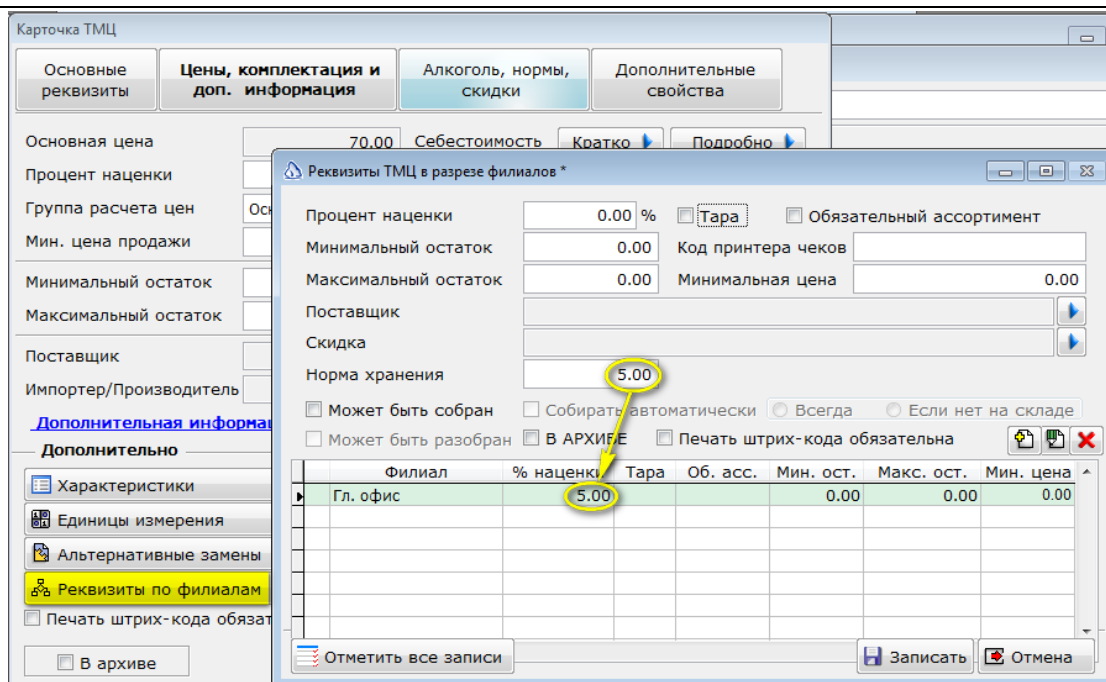 Карточка ТМЦ
Основные реквизиты
Цены, комплектация и доп. информация
Алкоголь, нормы, скидки
Дополнительные свойства
Основная цена 70.00 Себестоимость Кратко Подробно
Процент наценки
Группа расчета цен
Мин. цена продажи
Минимальный остаток
Максимальный остаток
Поставщик
Импортер/Производитель
Дополнительно
Характеристики
Единицы измерения
Альтернативные замены
Реквизиты по филиалам
Печать штрих-кода
В архиве
Реквизиты ТМЦ в разрезе филиалов *
Процент наценки 0.00 % Тара Обязательный ассортимент
Минимальный остаток 0.00 Код принтера чеков
Максимальный остаток 0.00 Минимальная цена 0.00
Поставщик
Скидка
Норма хранения 5.00
Может быть собран Собирать автоматически Всегда Если нет на складе
Может быть разобран В АРХИВЕ Печать штрих-кода обязательна
Филиал % наценки Тара Об. асс. Мин. ост. Макс. ост. Мин. цена
Гл. офис 5.00 0.00 0.00 0.00
Отметить все записи Записать Отмена